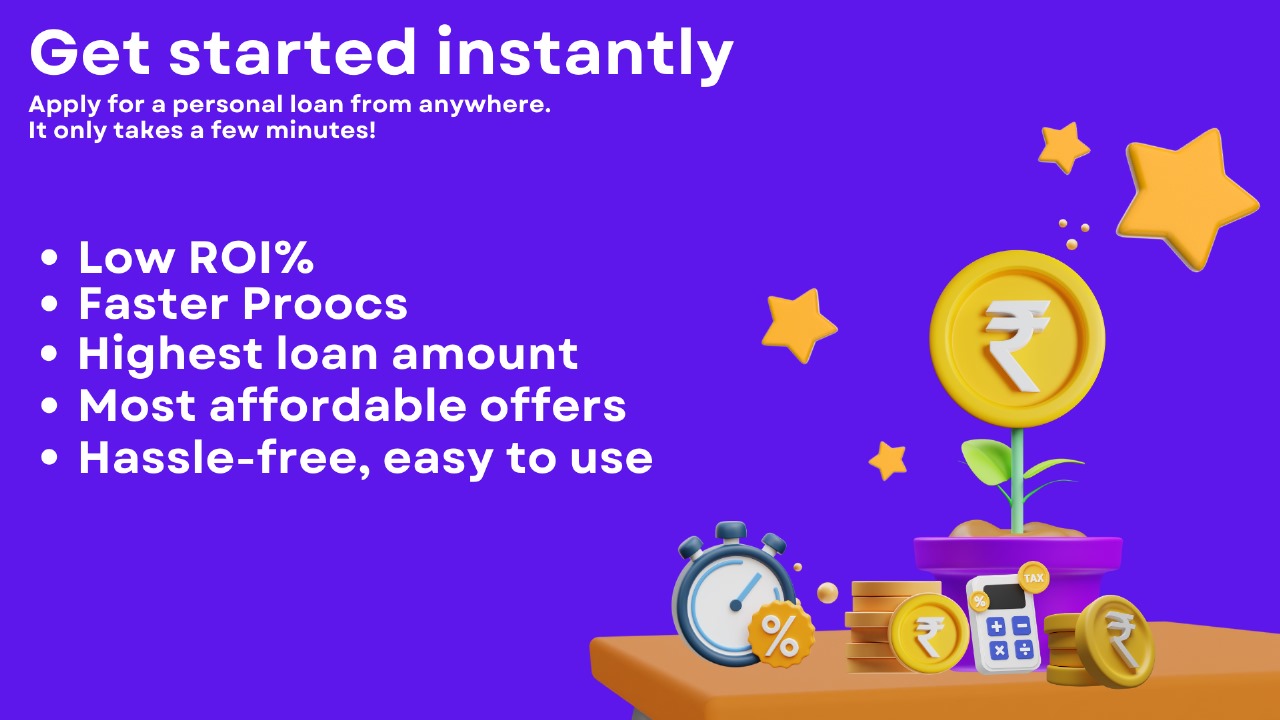 Get started instantly
Apply for a personal loan from anywhere.
It only takes a few minutes!
• Low ROI%
• Faster Proocs
• Highest loan amount
• Most affordable offers
• Hassle-free, easy to use
₹
TAX
%
%
₹
+ −
× ÷
₹